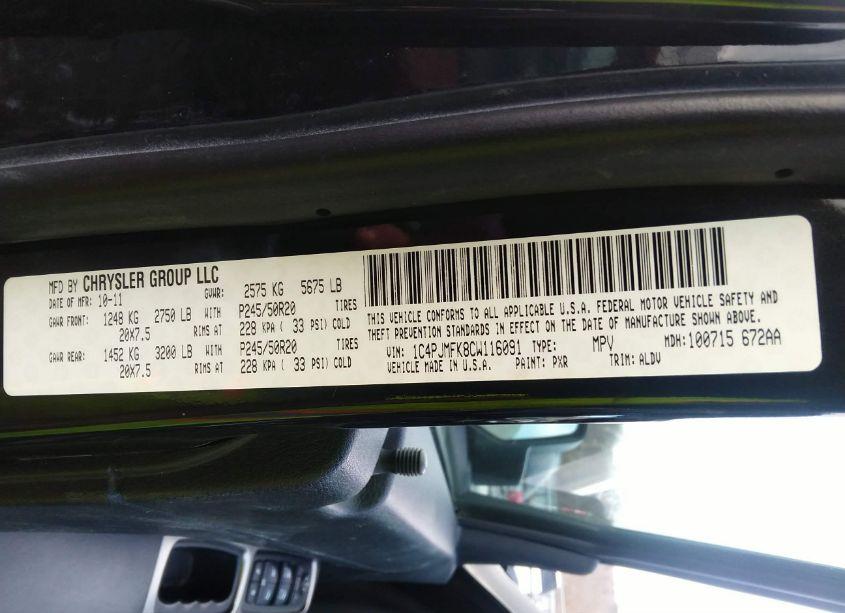 MFD BY CHRYSLER GROUP LLC
DATE OF MFR: 10-11 GVWR: 2575 KG 5675 LB
GAWR FRONT: 1248 KG 2750 LB WITH P245/50R20 TIRES
20X7.5 RIMS AT 228 KPA ( 33 PSI) COLD
GAWR REAR: 1452 KG 3200 LB WITH P245/50R20 TIRES
20X7.5 RIMS AT 228 KPA ( 33 PSI) COLD
THIS VEHICLE CONFORMS TO ALL APPLICABLE U.S.A. FEDERAL MOTOR VEHICLE SAFETY AND
THEFT PREVENTION STANDARDS IN EFFECT ON THE DATE OF MANUFACTURE SHOWN ABOVE.
VIN: 1C4PJMFK8CW116091 TYPE: MPV MDH:100715 672AA
VEHICLE MADE IN U.S.A. PAINT: PXR TRIM: ALDV